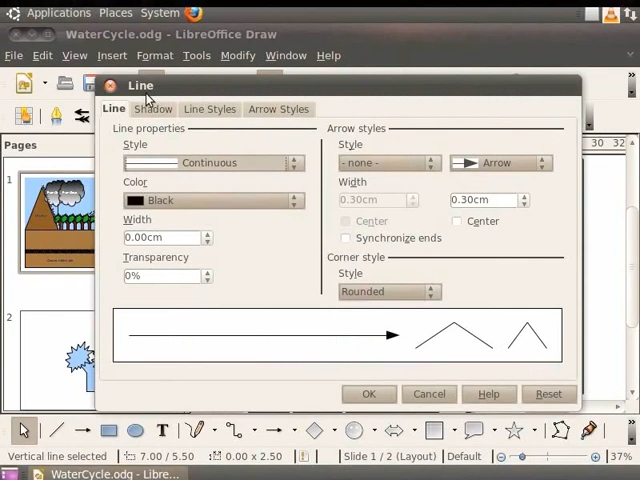 Applications Places System
WaterCycle.odg - LibreOffice Draw
File Edit View Insert Format Tools Modify Window Help
Line
Line Shadow Line Styles Arrow Styles
Line properties Arrow styles
Style Style
Continuous - none - Arrow
Color Width
Black 0.30cm 0.30cm
Width Center Center
0.00cm Synchronize ends
Transparency Corner style
0% Style
Rounded
OK Cancel Help Reset
Pages
1
2
30 32
Vertical line selected 7.00 / 5.50 0.00 x 2.50 Slide 1 / 2 (Layout) Default 37%
WaterCycle.odg - Libre...